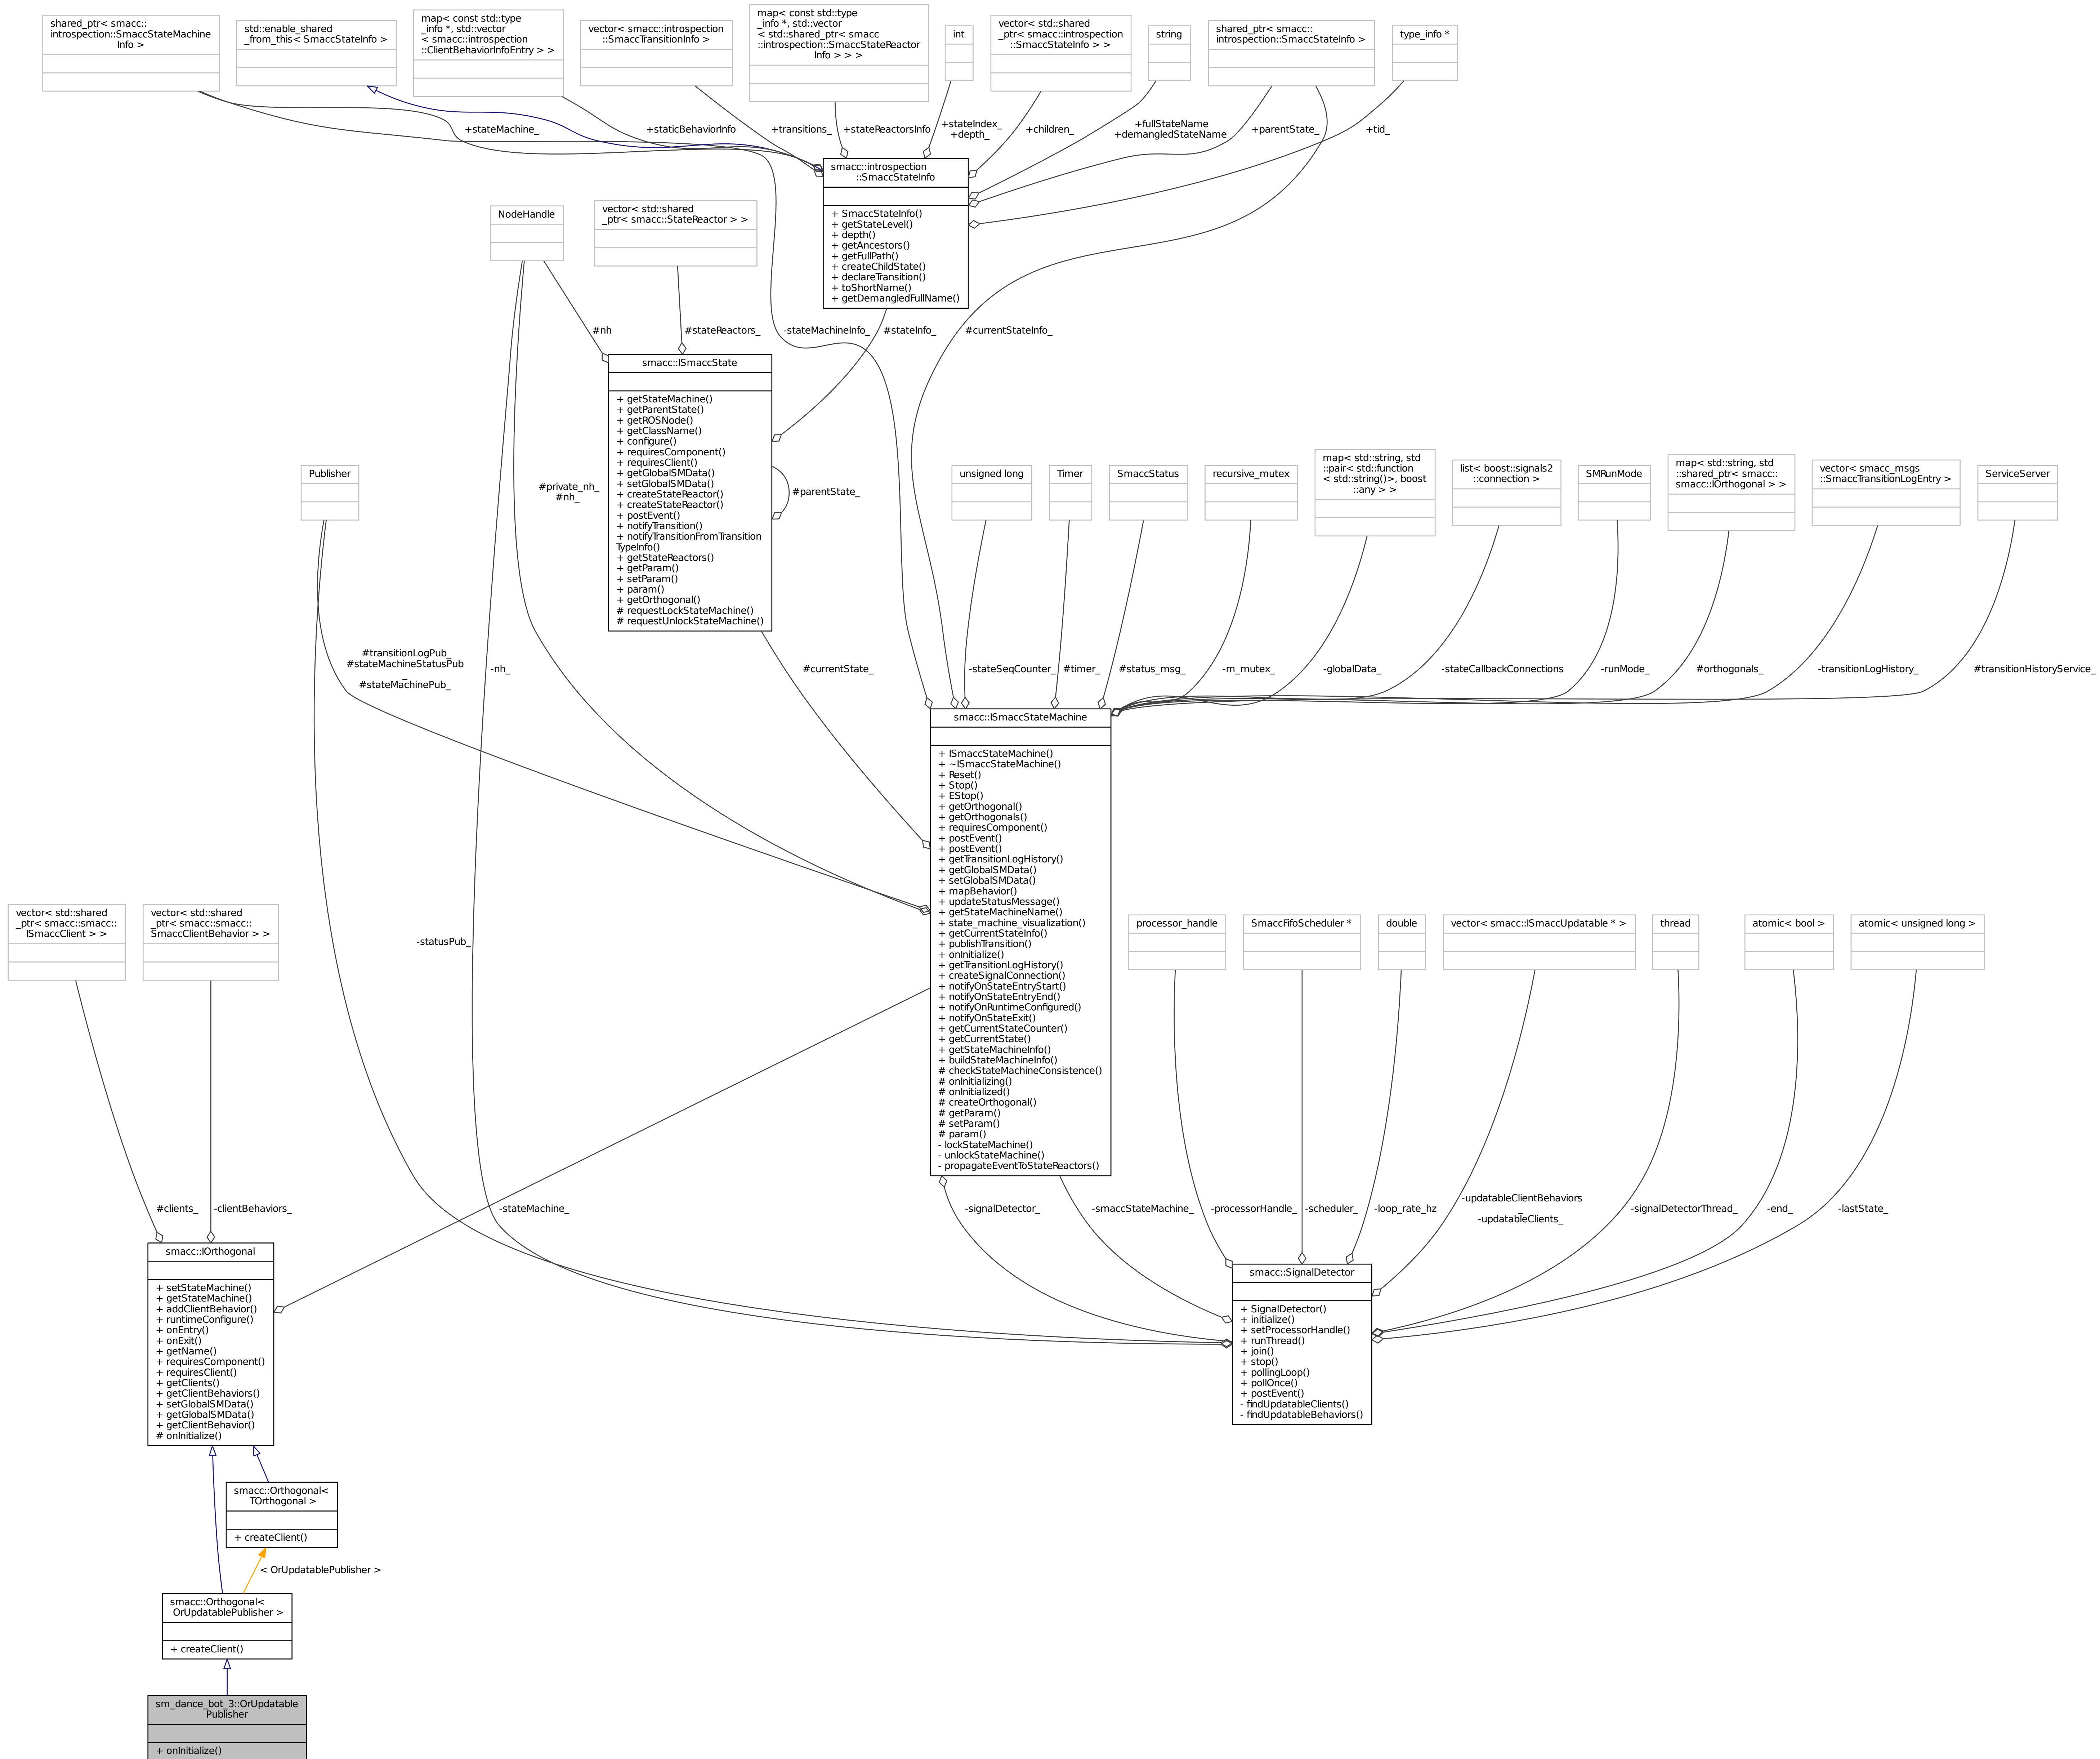 shared_ptr< smacc::
introspection::SmaccStateMachine
Info >
std::enable_shared
_from_this< SmaccStateInfo >
map< const std::type
_info *, std::vector
< smacc::introspection
::ClientBehaviorInfoEntry > >
vector< smacc::introspection
::SmaccTransitionInfo >
map< const std::type
_info *, std::vector
< std::shared_ptr< smacc
::introspection::SmaccStateReactor
Info > > >
int
vector< std::shared
_ptr< smacc::introspection
::SmaccStateInfo > >
string
shared_ptr< smacc::
introspection::SmaccStateInfo >
type_info *
+stateMachine_
+staticBehaviorInfo
+transitions_
+stateReactorsInfo
+stateIndex_
+depth_
+children_
+fullStateName
+demangledStateName
+parentState_
+tid_
smacc::introspection
::SmaccStateInfo
+ SmaccStateInfo()
+ getStateLevel()
+ depth()
+ getAncestors()
+ getFullPath()
+ createChildState()
+ declareTransition()
+ toShortName()
+ getDemangledFullName()
NodeHandle
vector< std::shared
_ptr< smacc::StateReactor > >
#nh
#stateReactors_
-stateMachineInfo_
#stateInfo_
#currentStateInfo_
smacc::ISmaccState
+ getStateMachine()
+ getParentState()
+ getROSNode()
+ getClassName()
+ configure()
+ requiresComponent()
+ requiresClient()
+ getGlobalSMData()
+ setGlobalSMData()
+ createStateReactor()
+ createStateReactor()
+ postEvent()
+ notifyTransition()
+ notifyTransitionFromTransition
TypeInfo()
+ getStateReactors()
+ getParam()
+ setParam()
+ param()
+ getOrthogonal()
# requestLockStateMachine()
# requestUnlockStateMachine()
#parentState_
Publisher
#private_nh_
#nh_
unsigned long
Timer
SmaccStatus
recursive_mutex
map< std::string, std
::pair< std::function
< std::string()>, boost
::any > >
list< boost::signals2
::connection >
SMRunMode
map< std::string, std
::shared_ptr< smacc::
smacc::IOrthogonal > >
vector< smacc_msgs
::SmaccTransitionLogEntry >
ServiceServer
#transitionLogPub_
#stateMachineStatusPub
_
#stateMachinePub_
-nh_
#currentState_
-stateSeqCounter_
#timer_
#status_msg_
-m_mutex_
-globalData_
-stateCallbackConnections
-runMode_
#orthogonals_
-transitionLogHistory_
#transitionHistoryService_
smacc::ISmaccStateMachine
+ ISmaccStateMachine()
+ ~ISmaccStateMachine()
+ Reset()
+ Stop()
+ EStop()
+ getOrthogonal()
+ getOrthogonals()
+ requiresComponent()
+ postEvent()
+ postEvent()
+ getTransitionLogHistory()
+ getGlobalSMData()
+ setGlobalSMData()
+ mapBehavior()
+ updateStatusMessage()
+ getStateMachineName()
+ state_machine_visualization()
+ getCurrentStateInfo()
+ publishTransition()
+ onInitialize()
+ getTransitionLogHistory()
+ createSignalConnection()
+ notifyOnStateEntryStart()
+ notifyOnStateEntryEnd()
+ notifyOnRuntimeConfigured()
+ notifyOnStateExit()
+ getCurrentStateCounter()
+ getCurrentState()
+ getStateMachineInfo()
+ buildStateMachineInfo()
# checkStateMachineConsistence()
# onInitializing()
# onInitialized()
# createOrthogonal()
# getParam()
# setParam()
# param()
- lockStateMachine()
- unlockStateMachine()
- propagateEventToStateReactors()
vector< std::shared
_ptr< smacc::smacc::
ISmaccClient > >
vector< std::shared
_ptr< smacc::smacc::
SmaccClientBehavior > >
-statusPub_
processor_handle
SmaccFifoScheduler *
double
vector< smacc::ISmaccUpdatable * >
thread
atomic< bool >
atomic< unsigned long >
#clients_
-clientBehaviors_
-stateMachine_
-signalDetector_
-smaccStateMachine_
-processorHandle_
-scheduler_
-loop_rate_hz
-updatableClientBehaviors
_
-updatableClients_
-signalDetectorThread_
-end_
-lastState_
smacc::IOrthogonal
+ setStateMachine()
+ getStateMachine()
+ addClientBehavior()
+ runtimeConfigure()
+ onEntry()
+ onExit()
+ getName()
+ requiresComponent()
+ requiresClient()
+ getClients()
+ getClientBehaviors()
+ setGlobalSMData()
+ getGlobalSMData()
+ getClientBehavior()
# onInitialize()
smacc::SignalDetector
+ SignalDetector()
+ initialize()
+ setProcessorHandle()
+ runThread()
+ join()
+ stop()
+ pollingLoop()
+ pollOnce()
+ postEvent()
- findUpdatableClients()
- findUpdatableBehaviors()
smacc::Orthogonal<
TOrthogonal >
+ createClient()
< OrUpdatablePublisher >
smacc::Orthogonal<
OrUpdatablePublisher >
+ createClient()
sm_dance_bot_3::OrUpdatable
Publisher
+ onInitialize()